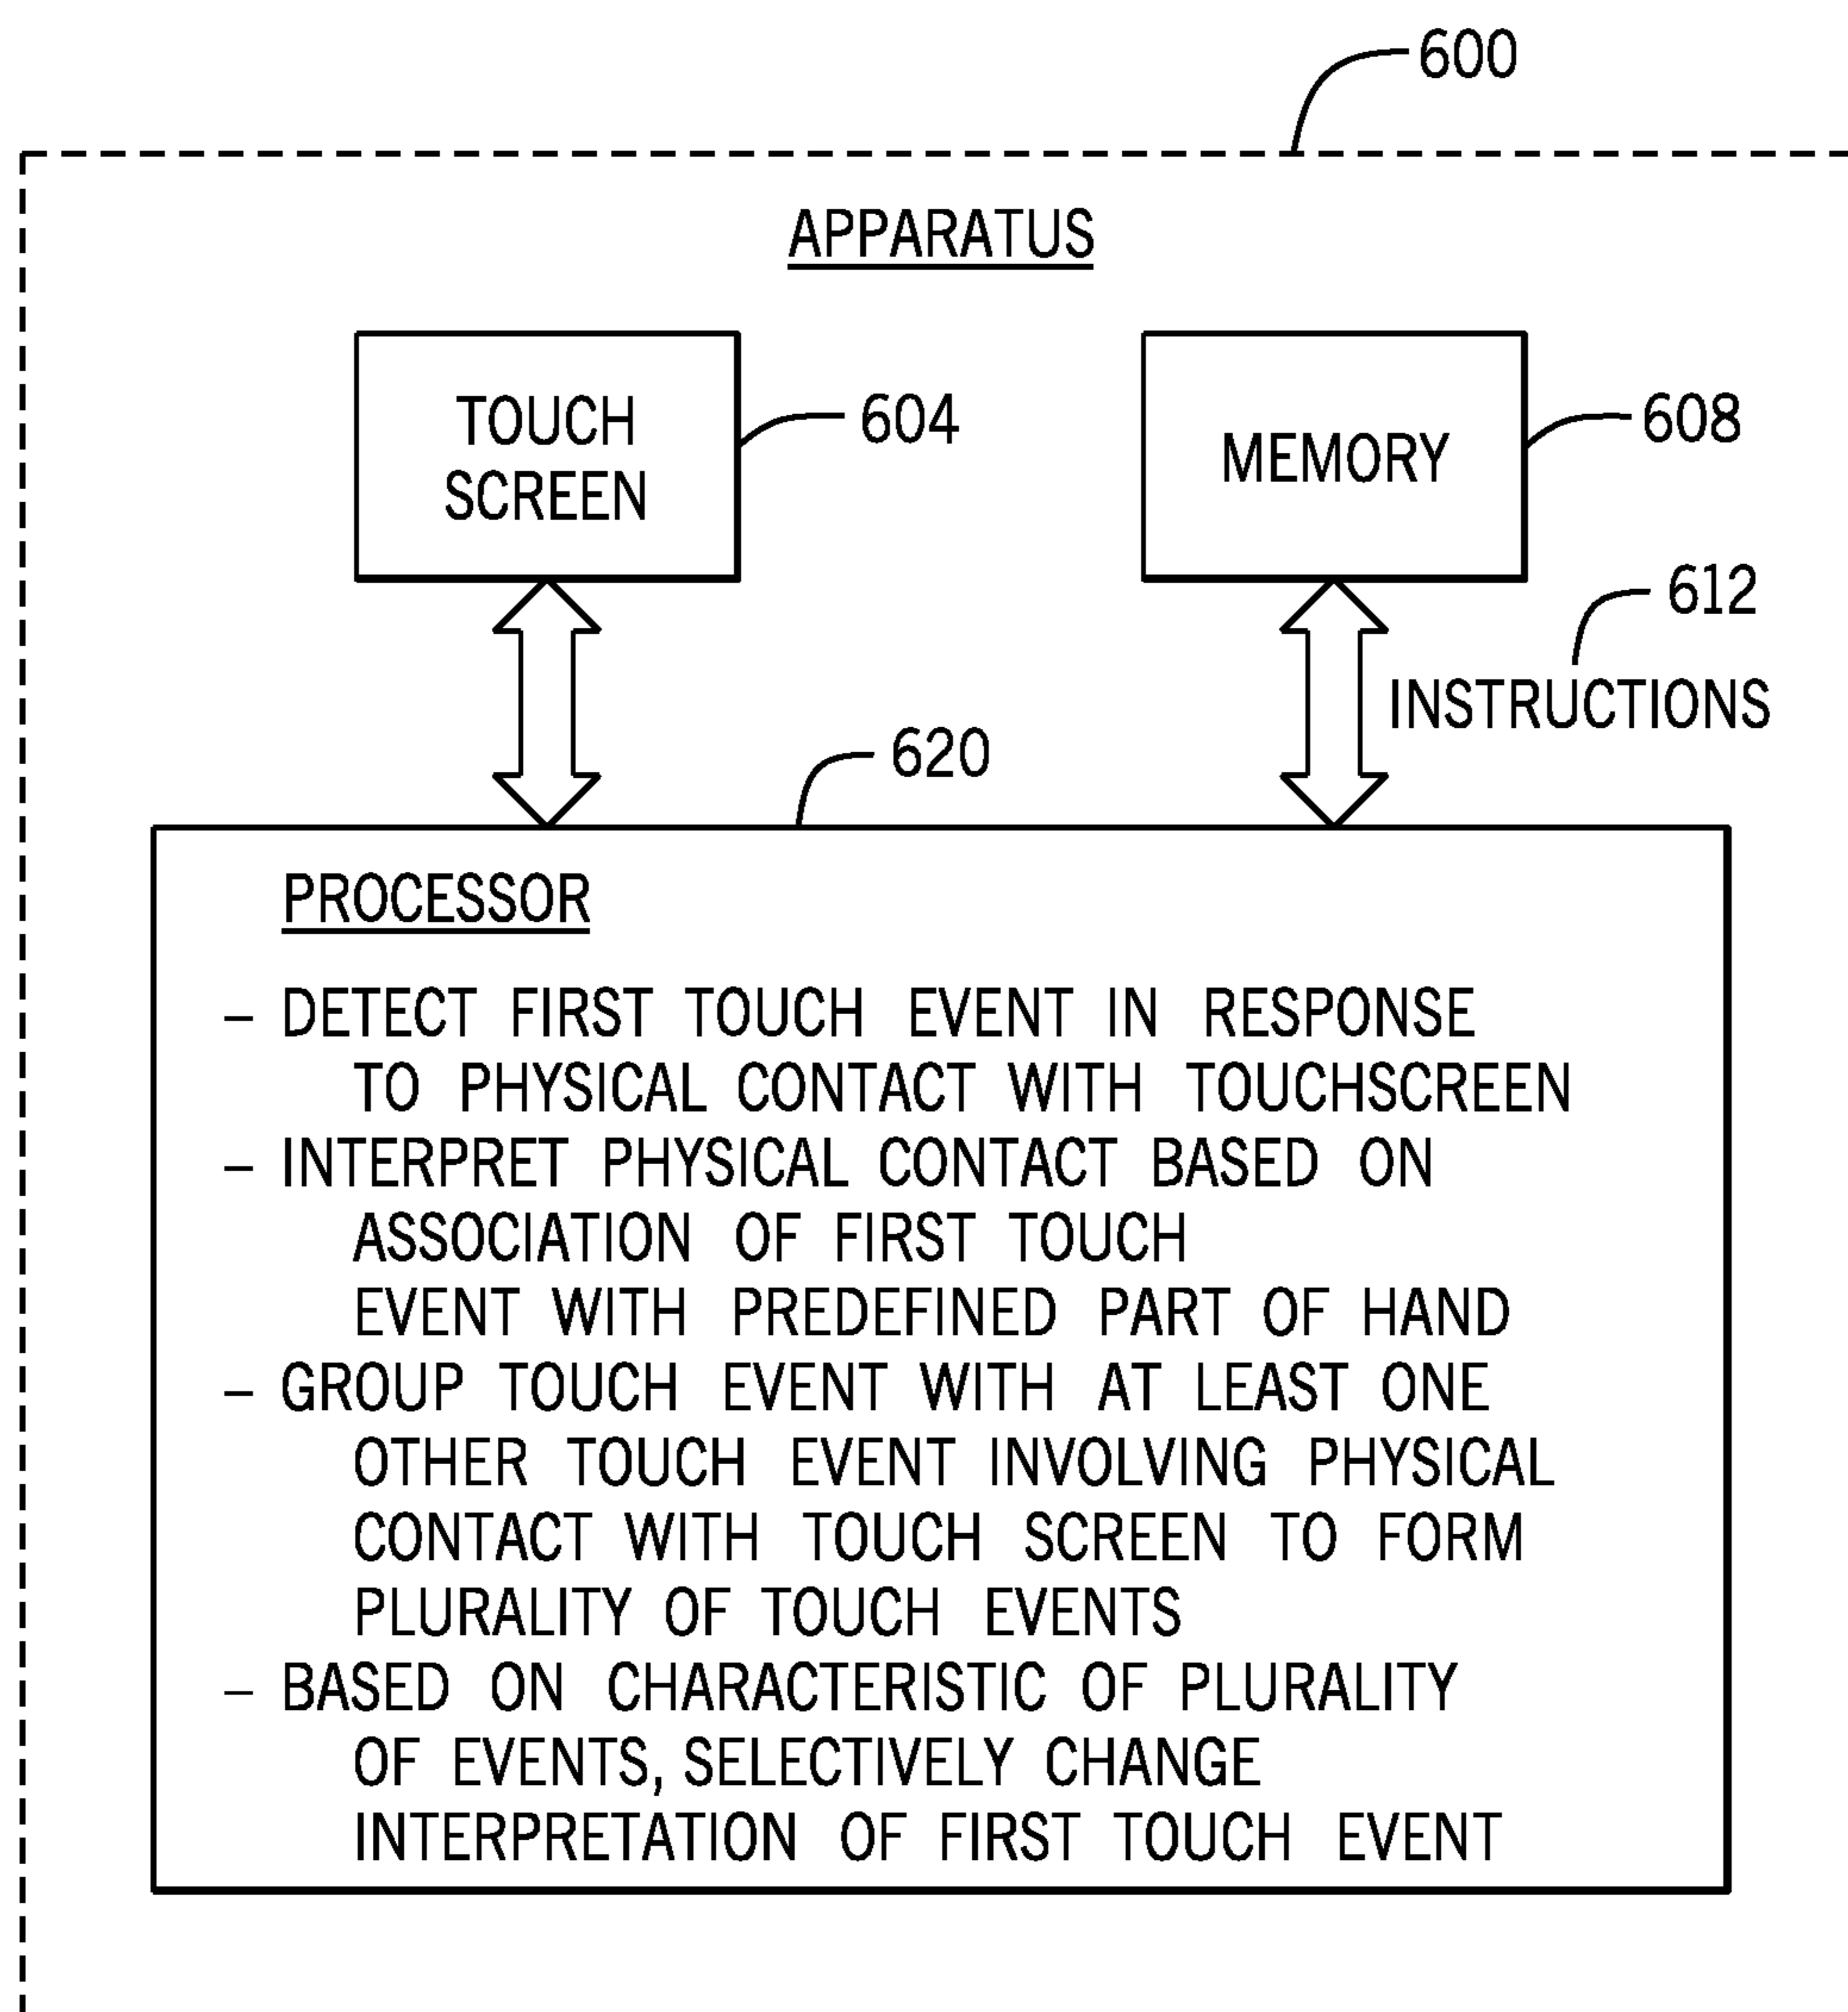 600
APPARATUS
TOUCH
SCREEN
604
MEMORY
608
612
INSTRUCTIONS
620
PROCESSOR
– DETECT FIRST TOUCH EVENT IN RESPONSE
TO PHYSICAL CONTACT WITH TOUCHSCREEN
– INTERPRET PHYSICAL CONTACT BASED ON
ASSOCIATION OF FIRST TOUCH
EVENT WITH PREDEFINED PART OF HAND
– GROUP TOUCH EVENT WITH AT LEAST ONE
OTHER TOUCH EVENT INVOLVING PHYSICAL
CONTACT WITH TOUCH SCREEN TO FORM
PLURALITY OF TOUCH EVENTS
– BASED ON CHARACTERISTIC OF PLURALITY
OF EVENTS, SELECTIVELY CHANGE
INTERPRETATION OF FIRST TOUCH EVENT